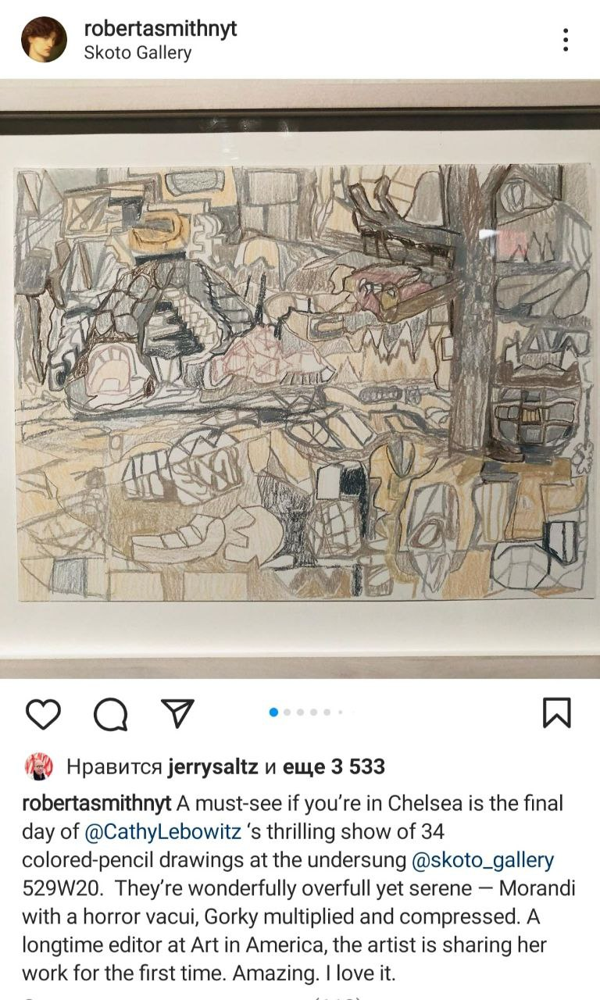 robertasmithnyt
Skoto Gallery
Нравится jerrysaltz и еще 3 533
robertasmithnyt A must-see if you’re in Chelsea is the final
day of @CathyLebowitz ‘s thrilling show of 34
colored-pencil drawings at the undersung @skoto_gallery
529W20.  They’re wonderfully overfull yet serene — Morandi
with a horror vacui, Gorky multiplied and compressed. A
longtime editor at Art in America, the artist is sharing her
work for the first time. Amazing. I love it.